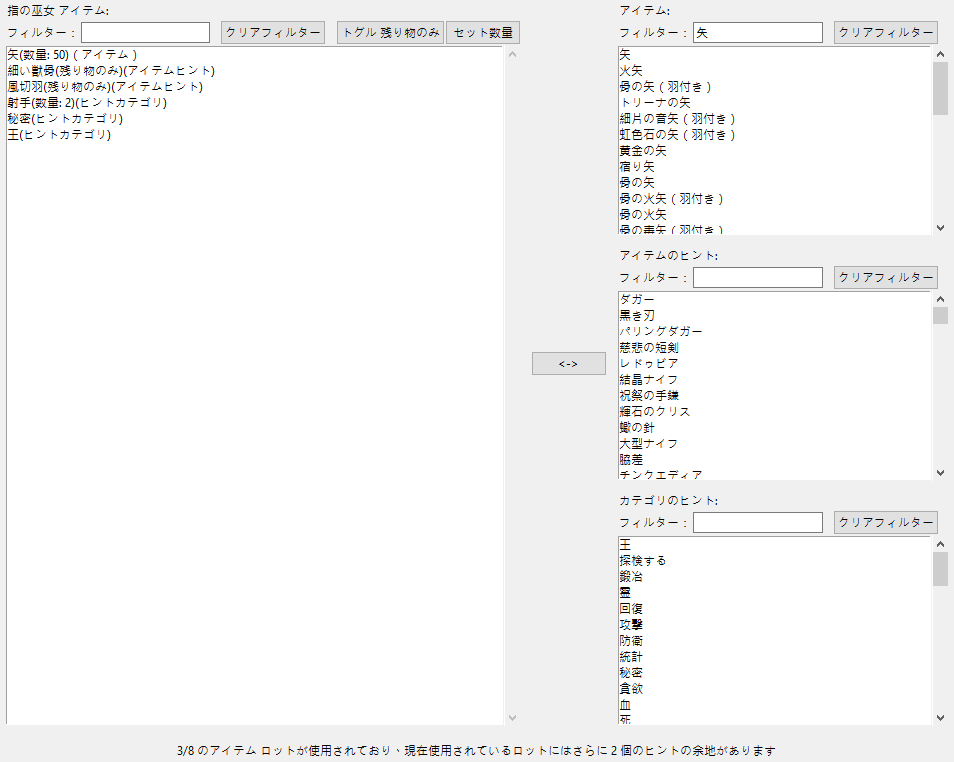 指の巫女 アイテム:
フィルター:
クリアフィルター
トグル 残り物のみ
セット数量
矢(数量: 50) ( アイテム )
細い獣骨(残り物のみ)(アイテムヒント)
風切羽(残り物のみ)(アイテムヒント)
射手(数量: 2)(ヒントカテゴリ)
秘密(ヒントカテゴリ)
王(ヒントカテゴリ)
<->
アイテム:
フィルター: 矢
クリアフィルター
矢
火矢
骨の矢 ( 羽付き )
トリーナの矢
細片の音矢 ( 羽付き )
虹色石の矢 ( 羽付き )
黄金の矢
宿り矢
骨の矢
骨の火矢 ( 羽付き )
骨の火矢
骨の毒矢 ( 羽付き )
アイテムのヒント:
フィルター:
クリアフィルター
ダガー
黒き刃
パリングダガー
慈悲の短剣
レドゥビア
結晶ナイフ
祝祭の手鎌
輝石のクリス
蠍の針
大型ナイフ
脇差
チンクエディア
カテゴリのヒント:
フィルター:
クリアフィルター
王
探検する
鍛冶
靈
回復
攻撃
防衛
統計
秘密
貪欲
血
死
3/8 のアイテム ロットが使用されており、現在使用されているロットにはさらに 2 個のヒントの余地があります